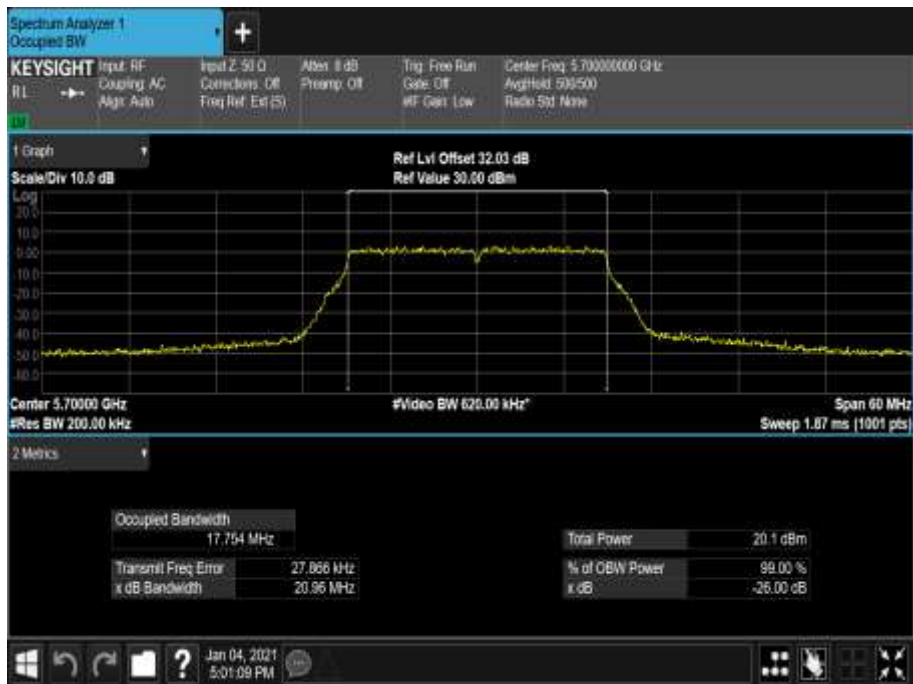 Spectrum Analyzer 1
Occupied BW
+
KEYSIGHT
RL
Input: RF
Coupling: AC
Align: Auto
Input Z: 50 Ω
Corrections: Off
Freq Ref: Ext (S)
Atten: 8 dB
Preamp: Off
Trig: Free Run
Gate: Off
#IF Gain: Low
Center Freq: 5.700000000 GHz
Avg|Hold: 500/500
Radio Std: None
1 Graph
Scale/Div 10.0 dB
Ref Lvl Offset 32.03 dB
Ref Value 30.00 dBm
Log
20.0
10.0
0.00
-10.0
-20.0
-30.0
-40.0
-50.0
-60.0
Center 5.70000 GHz
#Video BW 620.00 kHz*
Span 60 MHz
#Res BW 200.00 kHz
Sweep 1.87 ms (1001 pts)
2 Metrics
Occupied Bandwidth
17.754 MHz
Total Power 20.1 dBm
Transmit Freq Error 27.866 kHz
% of OBW Power 99.00 %
x dB Bandwidth 20.96 MHz
x dB -26.00 dB
?
Jan 04, 2021
5:01:09 PM